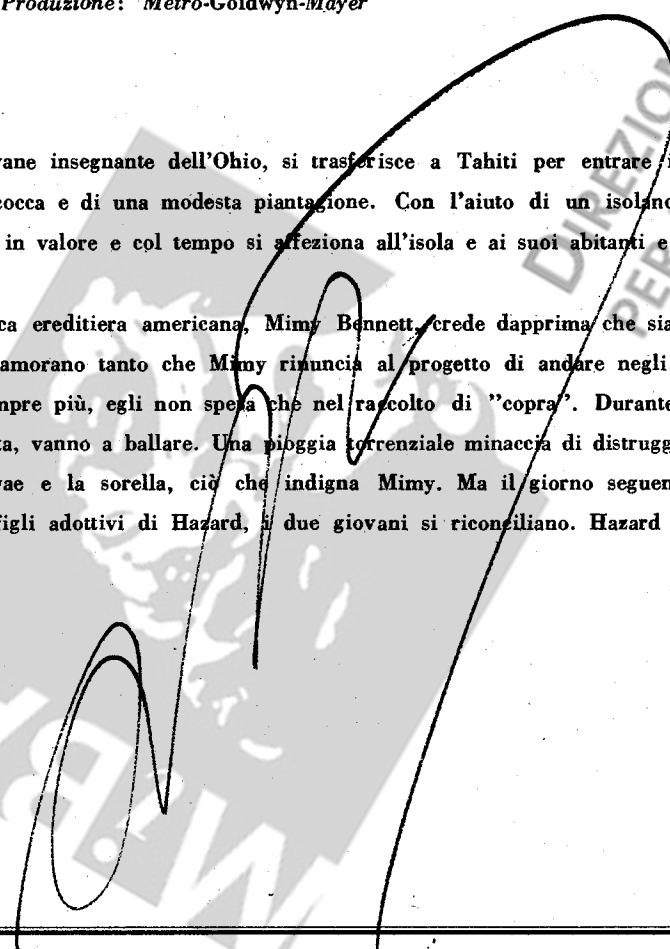 Produzione: Metro-Goldwyn-Mayer
vane insegnante dell'Ohio, si trasferisce a Tahiti per entrare
cocca e di una modesta piantagione. Con l'aiuto di un isolano
in valore e col tempo si affeziona all'isola e ai suoi abitanti e
ca ereditiera americana, Mimy Bennett, crede dapprima che sia
amorano tanto che Mimy rinuncia al progetto di andare negli
mpre più, egli non spera che nel raccolto di "copra". Durante
ta, vanno a ballare. Una pioggia torrenziale minaccia di distrugg
vae e la sorella, ciò che indigna Mimy. Ma il giorno seguen
figli adottivi di Hazard, i due giovani si riconciliano. Hazard
DIREZION
PER
MiBA